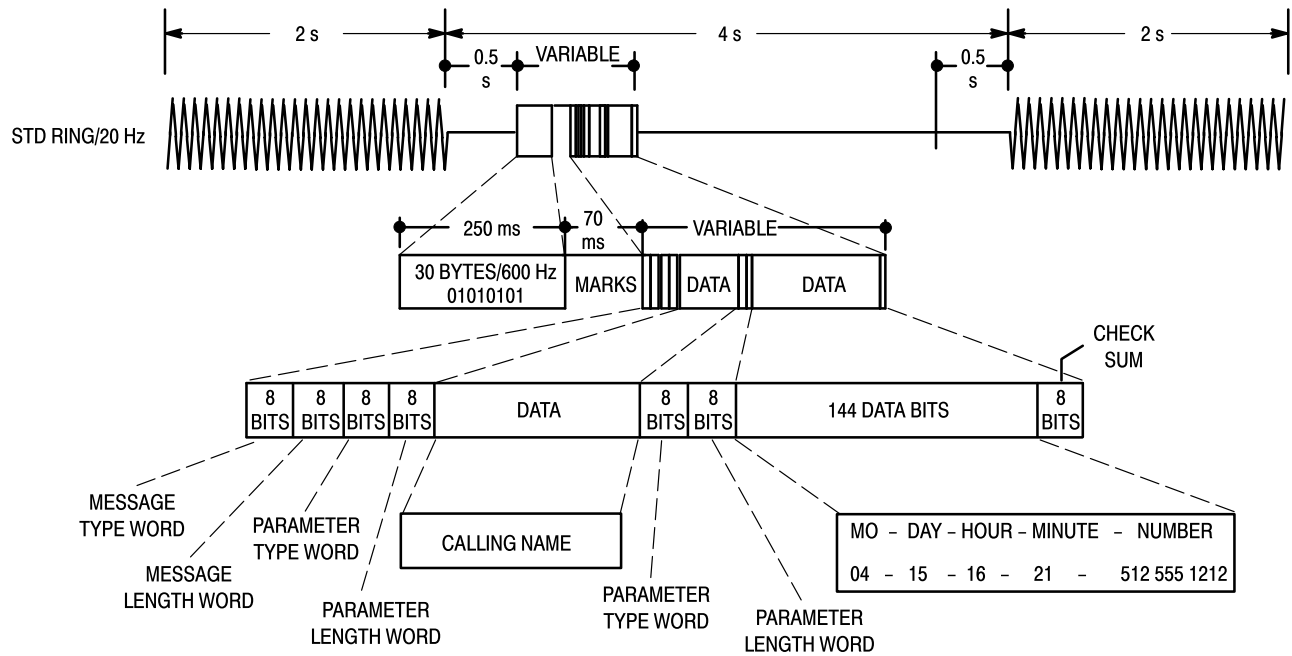 2 s
4 s
2 s
0.5
s
VARIABLE
0.5
s
STD RING/20 Hz
250 ms
70
ms
VARIABLE
30 BYTES/600 Hz
01010101
MARKS
DATA
DATA
CHECK
SUM
8
BITS
8
BITS
8
BITS
8
BITS
DATA
8
BITS
8
BITS
144 DATA BITS
8
BITS
MESSAGE
TYPE WORD
MESSAGE
LENGTH WORD
PARAMETER
TYPE WORD
PARAMETER
LENGTH WORD
CALLING NAME
PARAMETER
TYPE WORD
PARAMETER
LENGTH WORD
MO – DAY – HOUR – MINUTE – NUMBER
04 – 15 – 16 – 21 – 512 555 1212